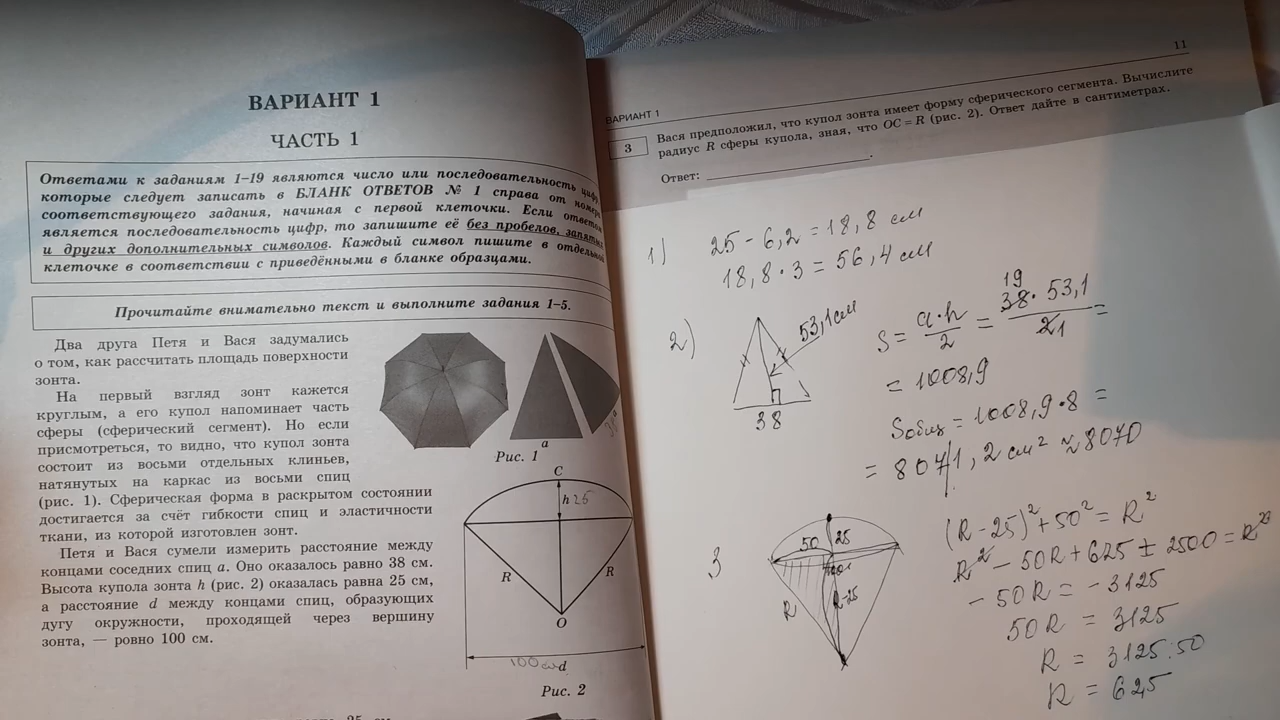 ВАРИАНТ 1
ЧАСТЬ 1
Ответами к заданиям 1–19 являются число или последовательность цифр,
которые следует записать в БЛАНК ОТВЕТОВ № 1 справа от номера
соответствующего задания, начиная с первой клеточки. Если ответом
является последовательность цифр, то запишите её без пробелов, запятых
и других дополнительных символов. Каждый символ пишите в отдельной
клеточке в соответствии с приведёнными в бланке образцами.
Прочитайте внимательно текст и выполните задания 1–5.
Два друга Петя и Вася задумались
о том, как рассчитать площадь поверхности
зонта.
На первый взгляд зонт кажется
круглым, а его купол напоминает часть
сферы (сферический сегмент). Но если
присмотреться, то видно, что купол зонта
состоит из восьми отдельных клиньев,
натянутых на каркас из восьми спиц
(рис. 1). Сферическая форма в раскрытом состоянии
достигается за счёт гибкости спиц и эластичности
ткани, из которой изготовлен зонт.
Петя и Вася сумели измерить расстояние между
концами соседних спиц a. Оно оказалось равно 38 см.
Высота купола зонта h (рис. 2) оказалась равна 25 см,
а расстояние d между концами спиц, образующих
дугу окружности, проходящей через вершину
зонта, — ровно 100 см.
a
Рис. 1
C
h 25
R
R
O
100 см d
Рис. 2
11
ВАРИАНТ 1
3
Вася предположил, что купол зонта имеет форму сферического сегмента. Вычислите
радиус R сферы купола, зная, что OC = R (рис. 2). Ответ дайте в сантиметрах.
Ответ:
1) 25 − 6,2 = 18,8 см
18,8 · 3 = 56,4 см
2)
53,1 см
38
S = a·h/2 = 38 · 53,1 / 2 =
19
1
= 1008,9
Sобщ = 1008,9 · 8 =
= 8071,2 см² ≈ 8070
3
50
25
R
R-25
(R − 25)² + 50² = R²
R² − 50R + 625 + 2500 = R²
− 50R = − 3125
50R = 3125
R = 3125:50
R = 62,5